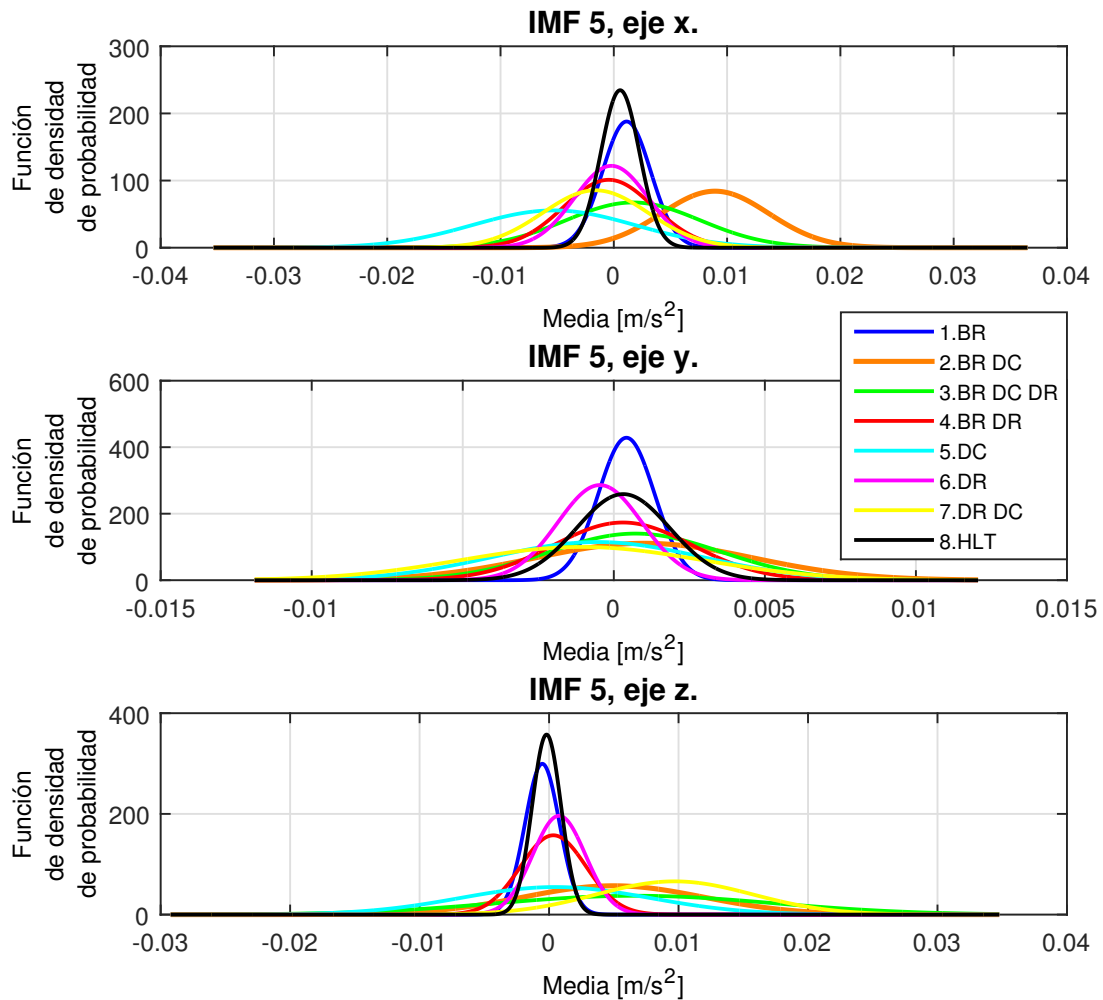 IMF 5, eje x.
Función
de densidad
de probabilidad
300
200
100
0
-0.04 -0.03 -0.02 -0.01 0 0.01 0.02 0.03 0.04
Media [m/s²]
IMF 5, eje y.
Función
de densidad
de probabilidad
600
400
200
0
-0.015 -0.01 -0.005 0 0.005 0.01 0.015
Media [m/s²]
1.BR
2.BR DC
3.BR DC DR
4.BR DR
5.DC
6.DR
7.DR DC
8.HLT
IMF 5, eje z.
Función
de densidad
de probabilidad
400
200
0
-0.03 -0.02 -0.01 0 0.01 0.02 0.03 0.04
Media [m/s²]